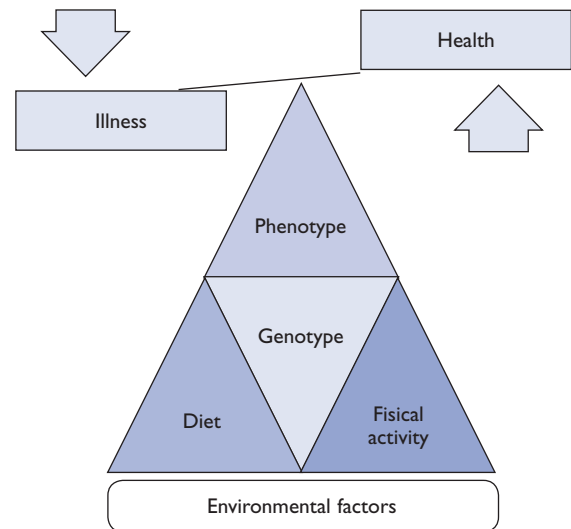 Health
Illness
Phenotype
Genotype
Diet
Fisical
activity
Environmental factors